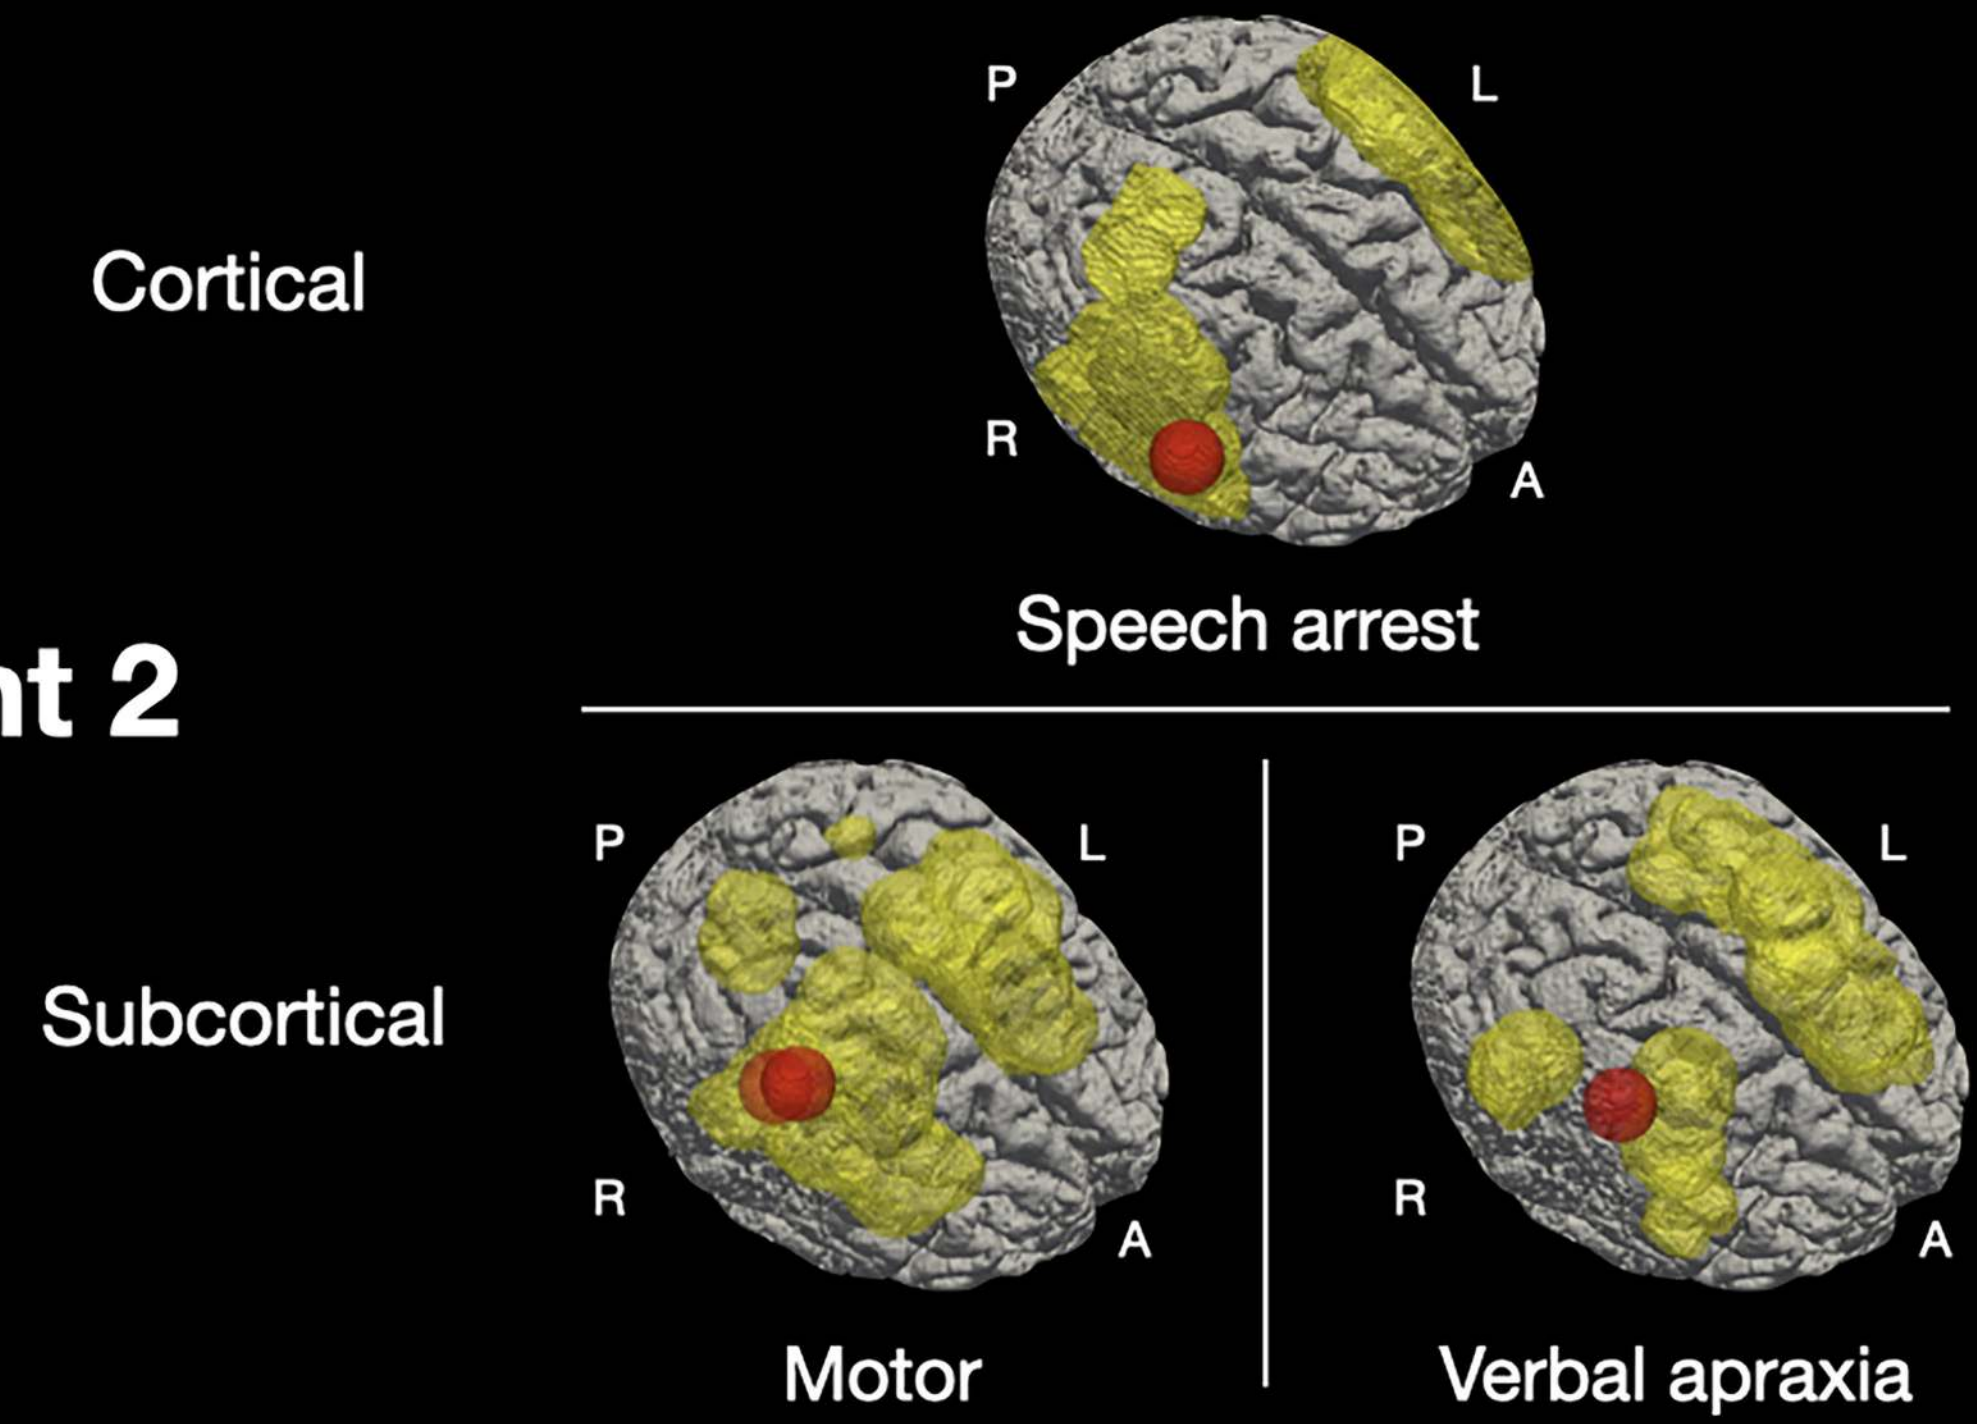 P L
Cortical
R
A
Speech arrest
nt 2
P L P L
Subcortical
R R
A A
Motor Verbal apraxia